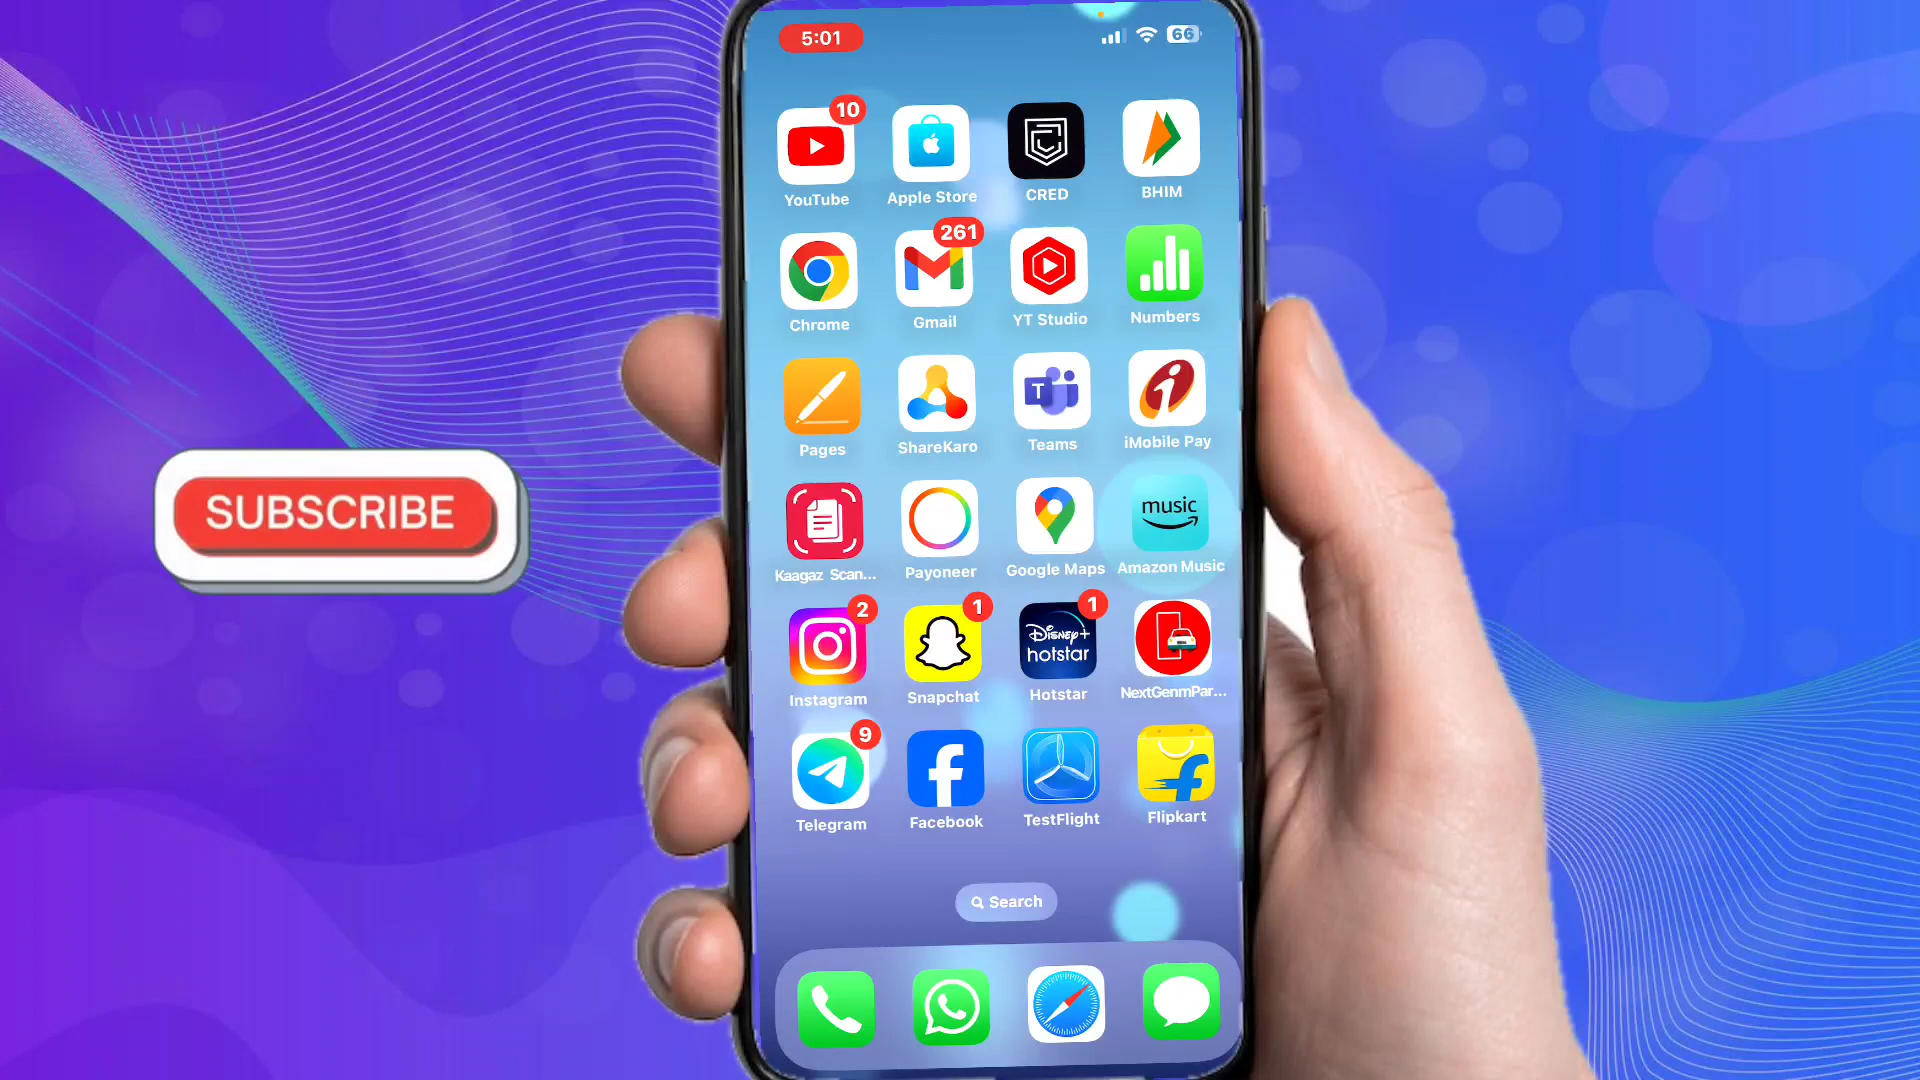 5:01
66
10
YouTube
Apple Store
CRED
BHIM
261
Chrome
Gmail
YT Studio
Numbers
T
Pages
ShareKaro
Teams
iMobile Pay
music
Kaagaz Scan...
Payoneer
Google Maps
Amazon Music
2
1
1
Disney+
hotstar
Instagram
Snapchat
Hotstar
NextGenmPar...
9
Telegram
Facebook
TestFlight
Flipkart
Search
SUBSCRIBE